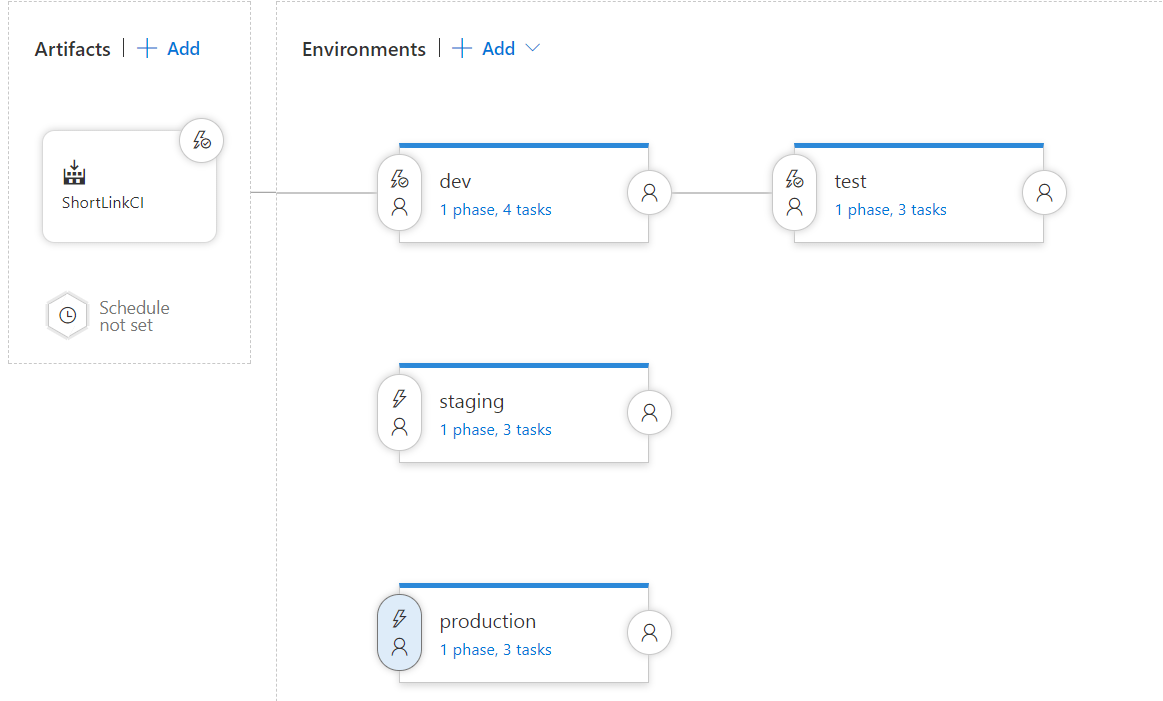 Artifacts | + Add
Environments | + Add
ShortLinkCI
Schedule
not set
dev
1 phase, 4 tasks
test
1 phase, 3 tasks
staging
1 phase, 3 tasks
production
1 phase, 3 tasks